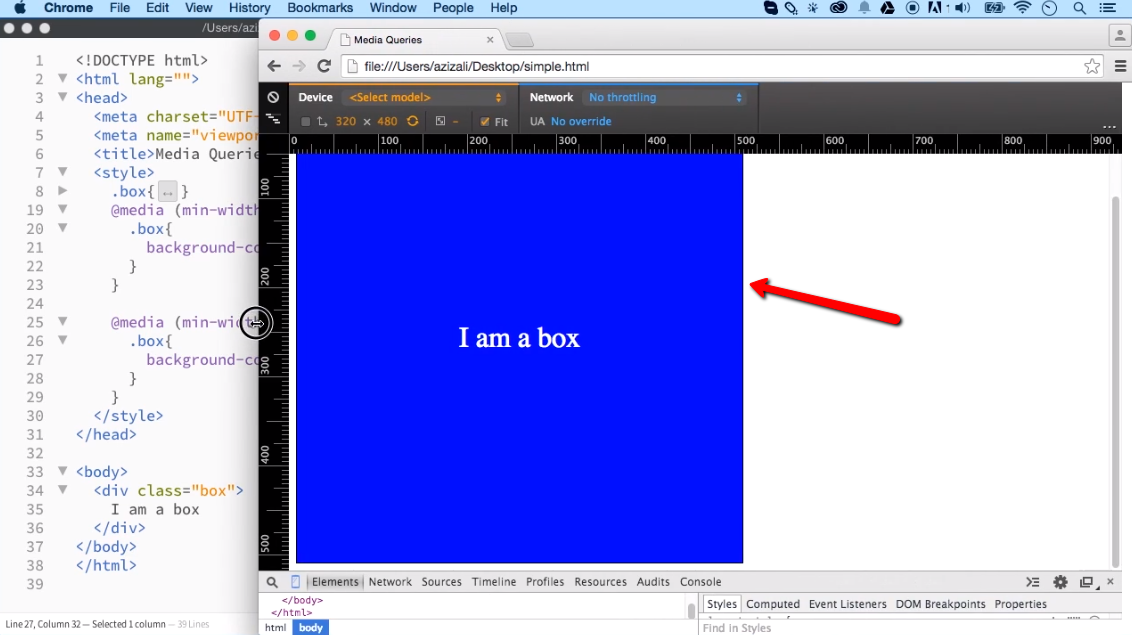 Chrome File Edit View History Bookmarks Window People Help
/Users/azi
Media Queries
file:///Users/azizali/Desktop/simple.html
Device <Select model> Network No throttling
320 × 480 Fit UA No override
...
0 100 200 300 400 500 600 700 800 900
100
200
300
400
500
1 <!DOCTYPE html>
2 <html lang="">
3 <head>
4 <meta charset="UTF-
5 <meta name="viewpor
6 <title>Media Querie
7 <style>
8 .box{ ↔ }
19 @media (min-width
20 .box{
21 background-co
22 }
23 }
24
25 @media (min-width
26 .box{
27 background-co
28 }
29 }
30 </style>
31 </head>
32
33 <body>
34 <div class="box">
35 I am a box
36 </div>
37 </body>
38 </html>
39
I am a box
Elements Network Sources Timeline Profiles Resources Audits Console
</body>
</html>
html body
Styles Computed Event Listeners DOM Breakpoints Properties
Find in Styles
Line 27, Column 32 — Selected 1 column — 39 Lines